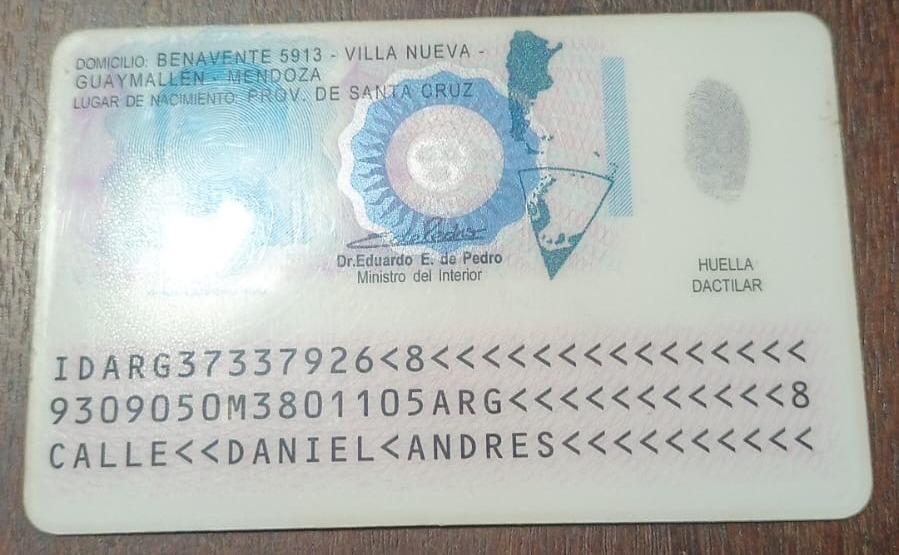 DOMICILIO: BENAVENTE 5913 - VILLA NUEVA -
GUAYMALLÉN - MENDOZA
LUGAR DE NACIMIENTO: PROV. DE SANTA CRUZ
Dr.Eduardo E. de Pedro
Ministro del Interior
HUELLA
DACTILAR
IDARG37337926<8<<<<<<<<<<<<<<<
9309050M3801105ARG<<<<<<<<<<<8
CALLE<<DANIEL<ANDRES<<<<<<<<<<